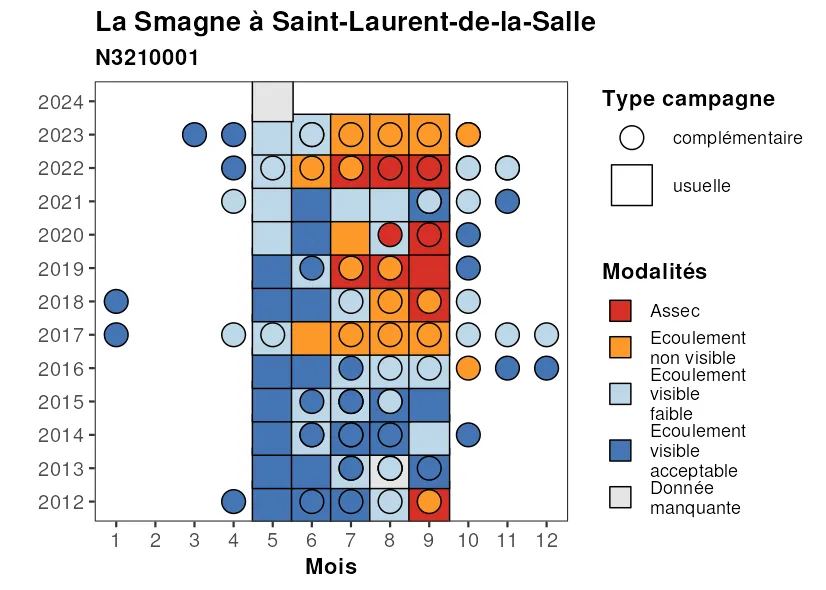 La Smagne à Saint-Laurent-de-la-Salle
N3210001
2024
2023
2022
2021
2020
2019
2018
2017
2016
2015
2014
2013
2012
1 2 3 4 5 6 7 8 9 10 11 12
Mois
Type campagne
complémentaire
usuelle
Modalités
Assec
Ecoulement
non visible
Ecoulement
visible
faible
Ecoulement
visible
acceptable
Donnée
manquante